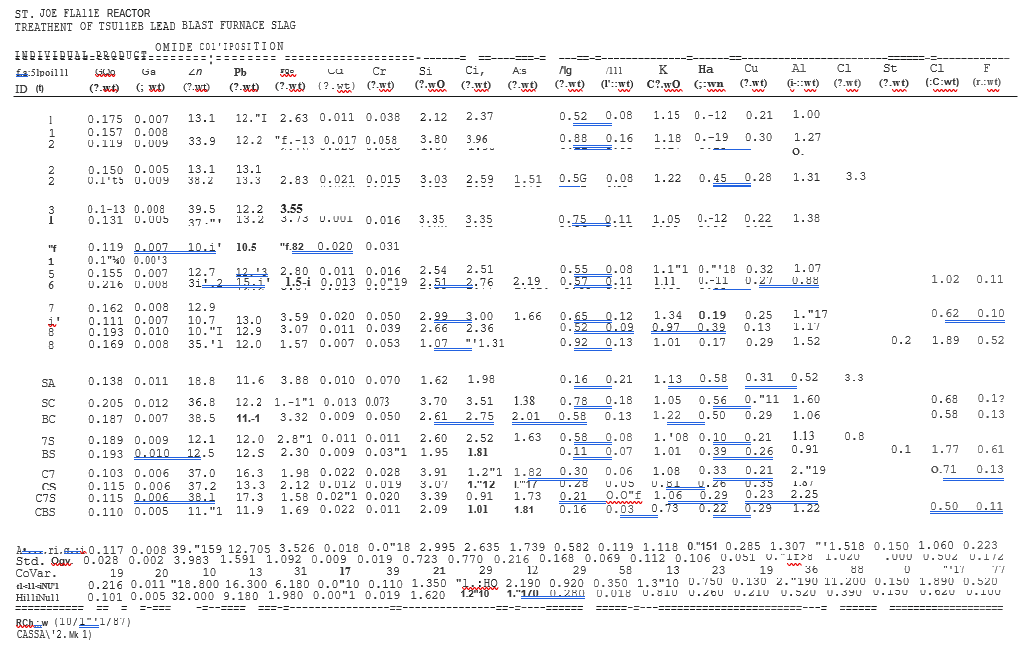 ST. JOE FLA11E REACTOR
TREATHENT OF TSU11EB LEAD BLAST FURNACE SLAG
OMIDE C01'IPOSITION
INDIVIDUAL PRODUCT
Ga Zn Pb Cr Si Ci, A:s /lg /111 K Ha Cu Al Cl St Cl F
ID (t) (?.wt) (; wt) (?.wt) (?.wt) (?.wt) (?.wt) (?.wt) (?.wO (?.wt) (?.wt) (?.wt) (l'::wt) C?.wO (;:wn (?.wt) (i-::wt) (?.wt) (?.wt) (:C:wt) (r.:wt)
1 0.175 0.007 13.1 12."I 2.63 0.011 0.038 2.12 2.37 0.52 0.08 1.15 0.-12 0.21 1.00
1 0.157 0.008
2 0.119 0.009 33.9 12.2 "f.-13 0.017 0.058 3.80 3.96 0.88 0.16 1.18 0.-19 0.30 1.27
0.
2 0.150 0.005 13.1 13.1
2 0.1't5 0.009 38.2 13.3 2.83 0.021 0.015 3.03 2.59 1.51 0.5G 0.08 1.22 0.45 0.28 1.31 3.3
3 0.1-13 0.008 39.5 12.2 3.55
1 0.131 0.005 37."' 13.2 3.73 0.001 0.016 3.35 3.35 0.75 0.11 1.05 0.-12 0.22 1.38
"f 0.119 0.007 10.i' 10.5 "f.82 0.020 0.031
1 0.1"¾0 0.00'3
5 0.155 0.007 12.7 12.'3 2.80 0.011 0.016 2.54 2.51 0.55 0.08 1.1"1 0."'18 0.32 1.07
6 0.216 0.008 3i'.2 15.i' 1.5-i 0.013 0.0"19 2.51 2.76 2.19 0.57 0.11 1.11 0.-11 0.27 0.88 1.02 0.11
7 0.162 0.008 12.9
i' 0.111 0.007 10.7 13.0 3.59 0.020 0.050 2.99 3.00 1.66 0.65 0.12 1.34 0.19 0.25 1."17 0.62 0.10
8 0.193 0.010 10."I 12.9 3.07 0.011 0.039 2.66 2.36 0.52 0.09 0.97 0.39 0.13 1.17
8 0.169 0.008 35.'1 12.0 1.57 0.007 0.053 1.07 "'1.31 0.92 0.13 1.01 0.17 0.29 1.52 0.2 1.89 0.52
SA 0.138 0.011 18.8 11.6 3.88 0.010 0.070 1.62 1.98 0.16 0.21 1.13 0.58 0.31 0.52 3.3
SC 0.205 0.012 36.8 12.2 1.-1"1 0.013 0.073 3.70 3.51 1.38 0.78 0.18 1.05 0.56 0."11 1.60 0.68 0.1?
BC 0.187 0.007 38.5 11.-1 3.32 0.009 0.050 2.61 2.75 2.01 0.58 0.13 1.22 0.50 0.29 1.06 0.58 0.13
7S 0.189 0.009 12.1 12.0 2.8"1 0.011 0.011 2.60 2.52 1.63 0.58 0.08 1.'08 0.10 0.21 1.13 0.8
BS 0.193 0.010 12.5 12.S 2.30 0.009 0.03"1 1.95 1.81 0.11 0.07 1.01 0.39 0.26 0.91 0.1 1.77 0.61
C7 0.103 0.006 37.0 16.3 1.98 0.022 0.028 3.91 1.2"1 1.82 0.30 0.06 1.08 0.33 0.21 2."19 0.71 0.13
CS 0.115 0.006 37.2 13.3 2.12 0.012 0.019 3.07 1."12 1."17 0.28 0.05 0.81 0.26 0.35 1.87
C7S 0.115 0.006 38.1 17.3 1.58 0.02"1 0.020 3.39 0.91 1.73 0.21 0.0"f 1.06 0.29 0.23 2.25
CBS 0.110 0.005 11."1 11.9 1.69 0.022 0.011 2.09 1.01 1.81 0.16 0.03 0.73 0.22 0.29 1.22 0.50 0.11
0.117 0.008 39."159 12.705 3.526 0.018 0.0"18 2.995 2.635 1.739 0.582 0.119 1.118 0."151 0.285 1.307 "'1.518 0.150 1.060 0.223
Std. Oav 0.028 0.002 3.983 1.591 1.092 0.009 0.019 0.723 0.770 0.216 0.168 0.069 0.112 0.106 0.051 0.502 0.172
CoVar. 19 20 10 13 31 17 39 21 29 12 29 58 13 23 19 36 88 0 "'17 77
0.216 0.011 "18.800 16.300 6.180 0.0"10 0.110 1.350 "1.:HO 2.190 0.920 0.350 1.3"10 0.750 0.130 2."190 11.200 0.150 1.890 0.520
HilliNull 0.101 0.005 32.000 9.180 1.980 0.00"1 0.019 1.620 1.2"10 1."170 0.280 0.018 0.810 0.260 0.210 0.520 0.390 0.150 0.620 0.100
RCh.:w (10/1"'1/87)
CASSA\'2. Mk 1)